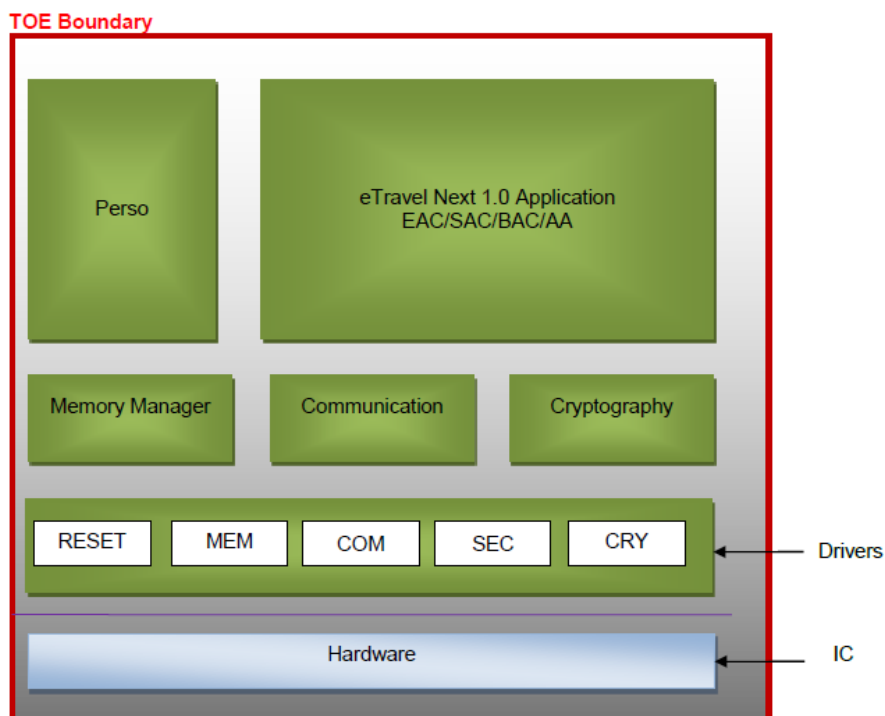 TOE Boundary
Perso
eTravel Next 1.0 Application
EAC/SAC/BAC/AA
Memory Manager
Communication
Cryptography
RESET
MEM
COM
SEC
CRY
Drivers
Hardware
IC